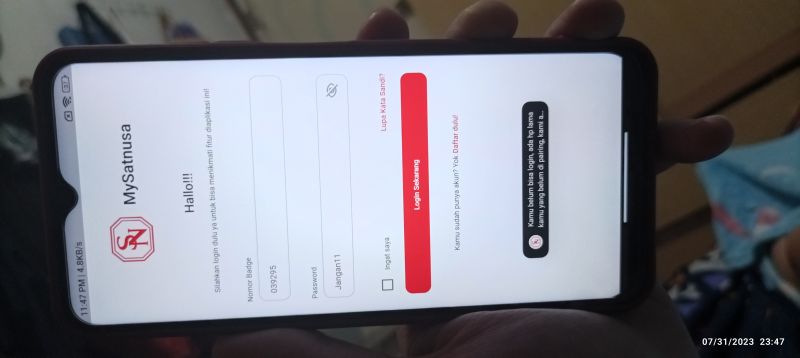 11:47 PM | 4.8KB/s
SN
MySatnusa
Hallo!!!
Silahkan login dulu ya untuk bisa menikmati fitur diaplikasi ini!
Nomor Badge
039295
Password
Jangan11
Ingat saya
Lupa Kata Sandi?
Login Sekarang
Kamu sudah punya akun? Yok Daftar dulu!
Kamu belum bisa login, ada hp lama
kamu yang belum di pairing, kami a...
07/31/2023 23:47